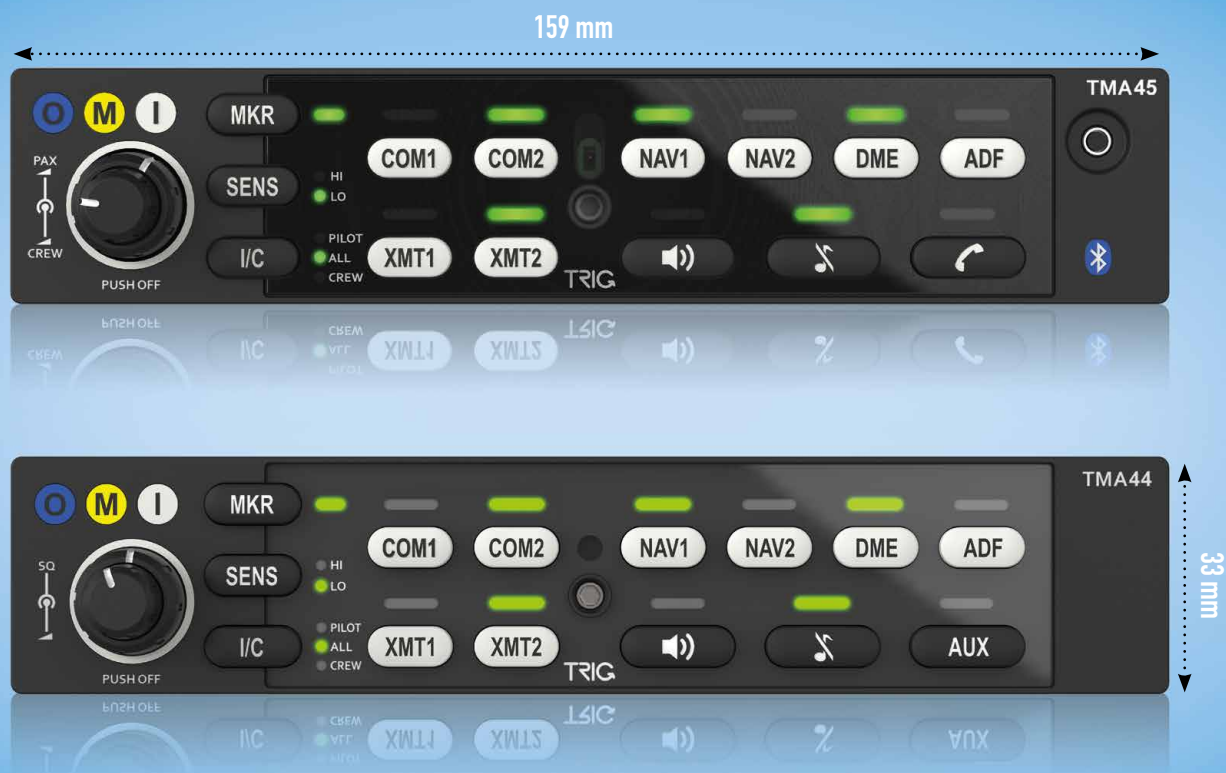 159 mm
TMA45
O M I
MKR
COM1 COM2 NAV1 NAV2 DME ADF
PAX
CREW
PUSH OFF
SENS
HI
LO
I/C
PILOT
ALL
CREW
XMT1 XMT2
TRIG
TMA44
O M I
MKR
COM1 COM2 NAV1 NAV2 DME ADF
SQ
PUSH OFF
SENS
HI
LO
I/C
PILOT
ALL
CREW
XMT1 XMT2 AUX
TRIG
33 mm